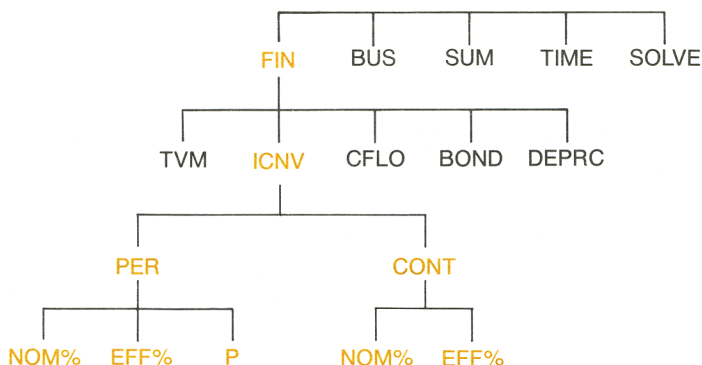 FIN BUS SUM TIME SOLVE
TVM ICNV CFLO BOND DEPRC
PER CONT
NOM% EFF% P NOM% EFF%